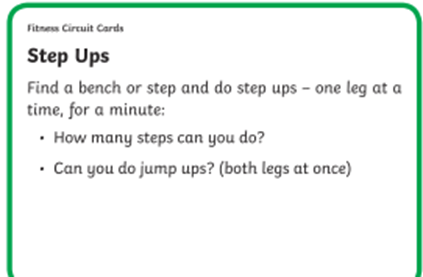 Fitness Circuit Cards
Step Ups
Find a bench or step and do step ups – one leg at a
time, for a minute:
• How many steps can you do?
• Can you do jump ups? (both legs at once)